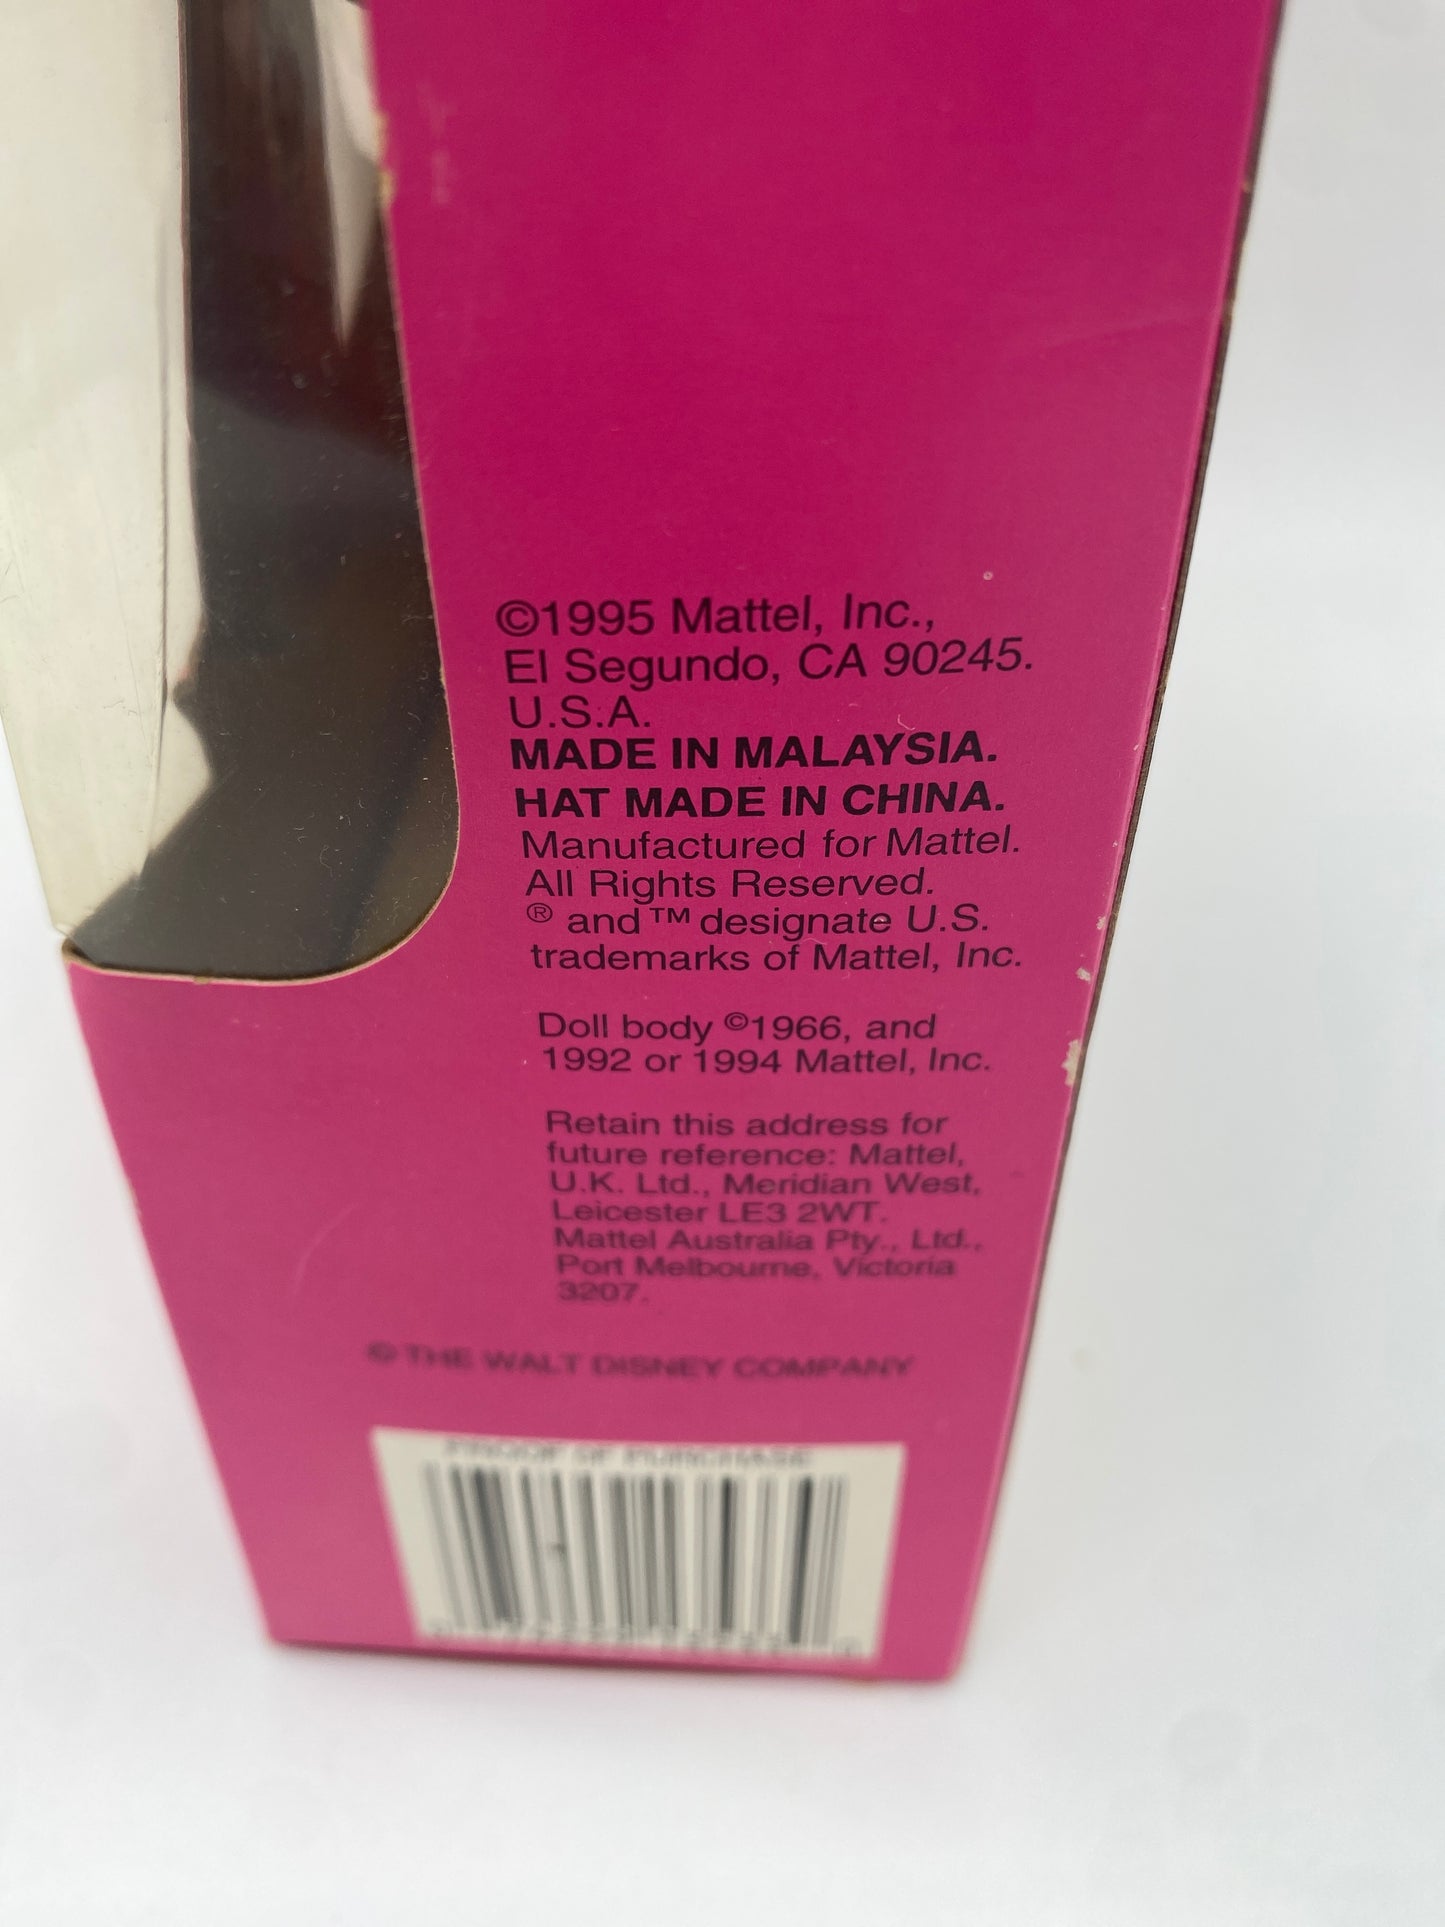 ©1995 Mattel, Inc.,
El Segundo, CA 90245.
U.S.A.
MADE IN MALAYSIA.
HAT MADE IN CHINA.
Manufactured for Mattel.
All Rights Reserved.
® and ™ designate U.S.
trademarks of Mattel, Inc.
Doll body ©1966, and
1992 or 1994 Mattel, Inc.
Retain this address for
future reference: Mattel,
U.K. Ltd., Meridian West,
Leicester LE3 2WT.
Mattel Australia Pty., Ltd.,
Port Melbourne, Victoria
3207.
© THE WALT DISNEY COMPANY
PROOF OF PURCHASE